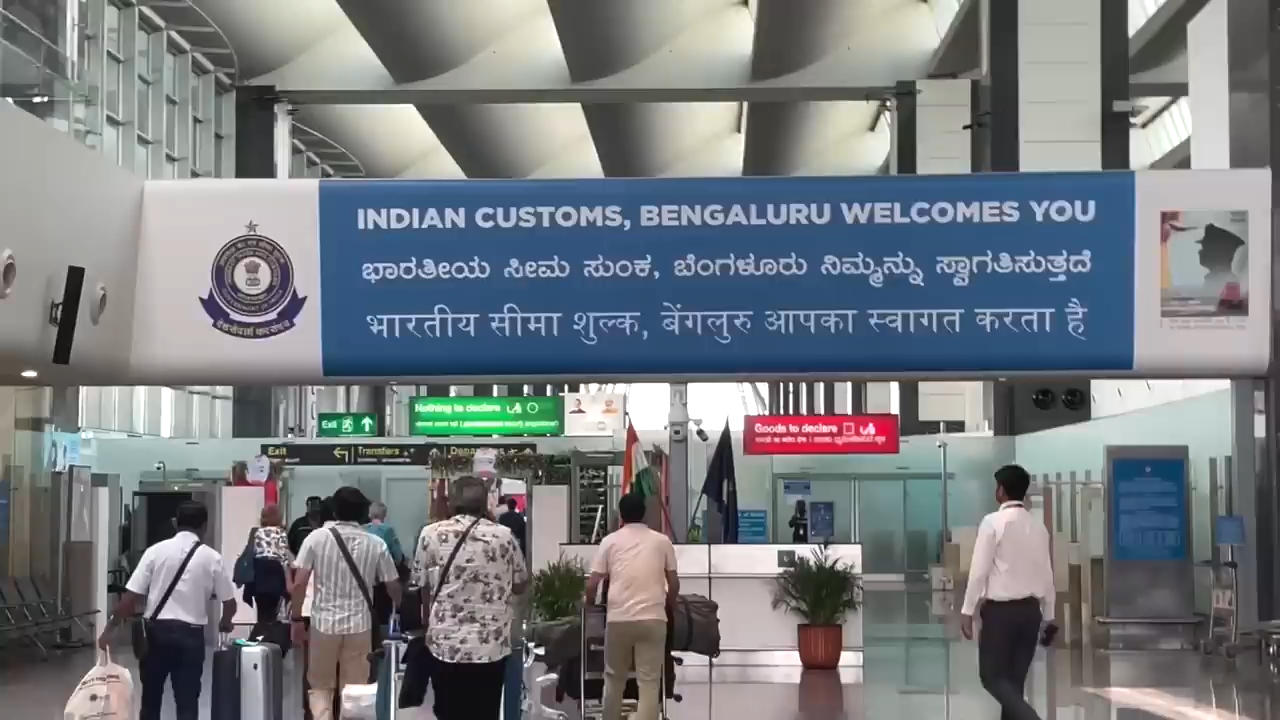 INDIAN CUSTOMS, BENGALURU WELCOMES YOU
ಭಾರತೀಯ ಸೀಮ ಸುಂಕ, ಬೆಂಗಳೂರು ನಿಮ್ಮನ್ನು ಸ್ವಾಗತಿಸುತ್ತದೆ
भारतीय सीमा शुल्क, बेंगलुरु आपका स्वागत करता है
Exit
Nothing to declare
Goods to declare
Exit
Transfers
Departures